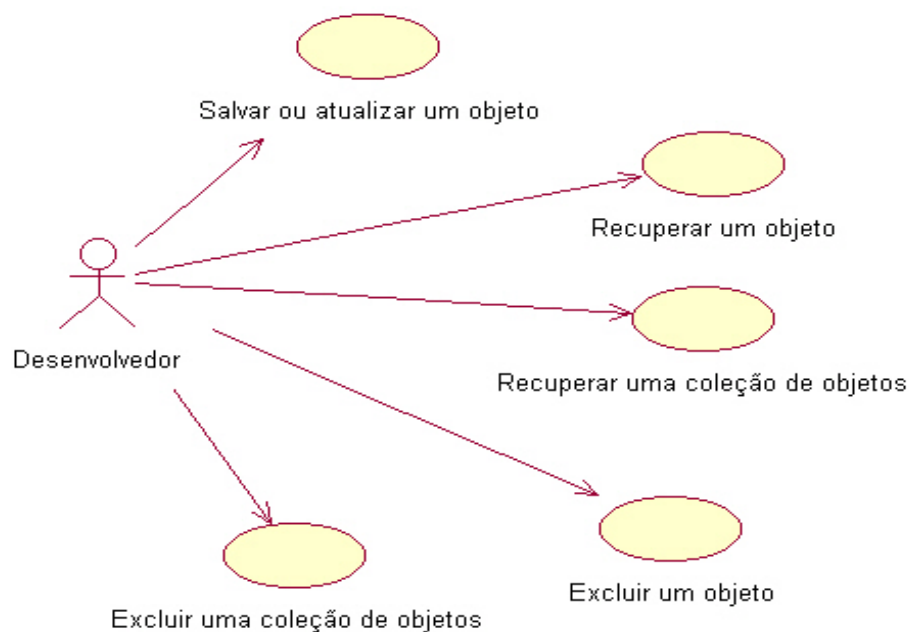 Salvar ou atualizar um objeto
Recuperar um objeto
Desenvolvedor
Recuperar uma coleção de objetos
Excluir um objeto
Excluir uma coleção de objetos